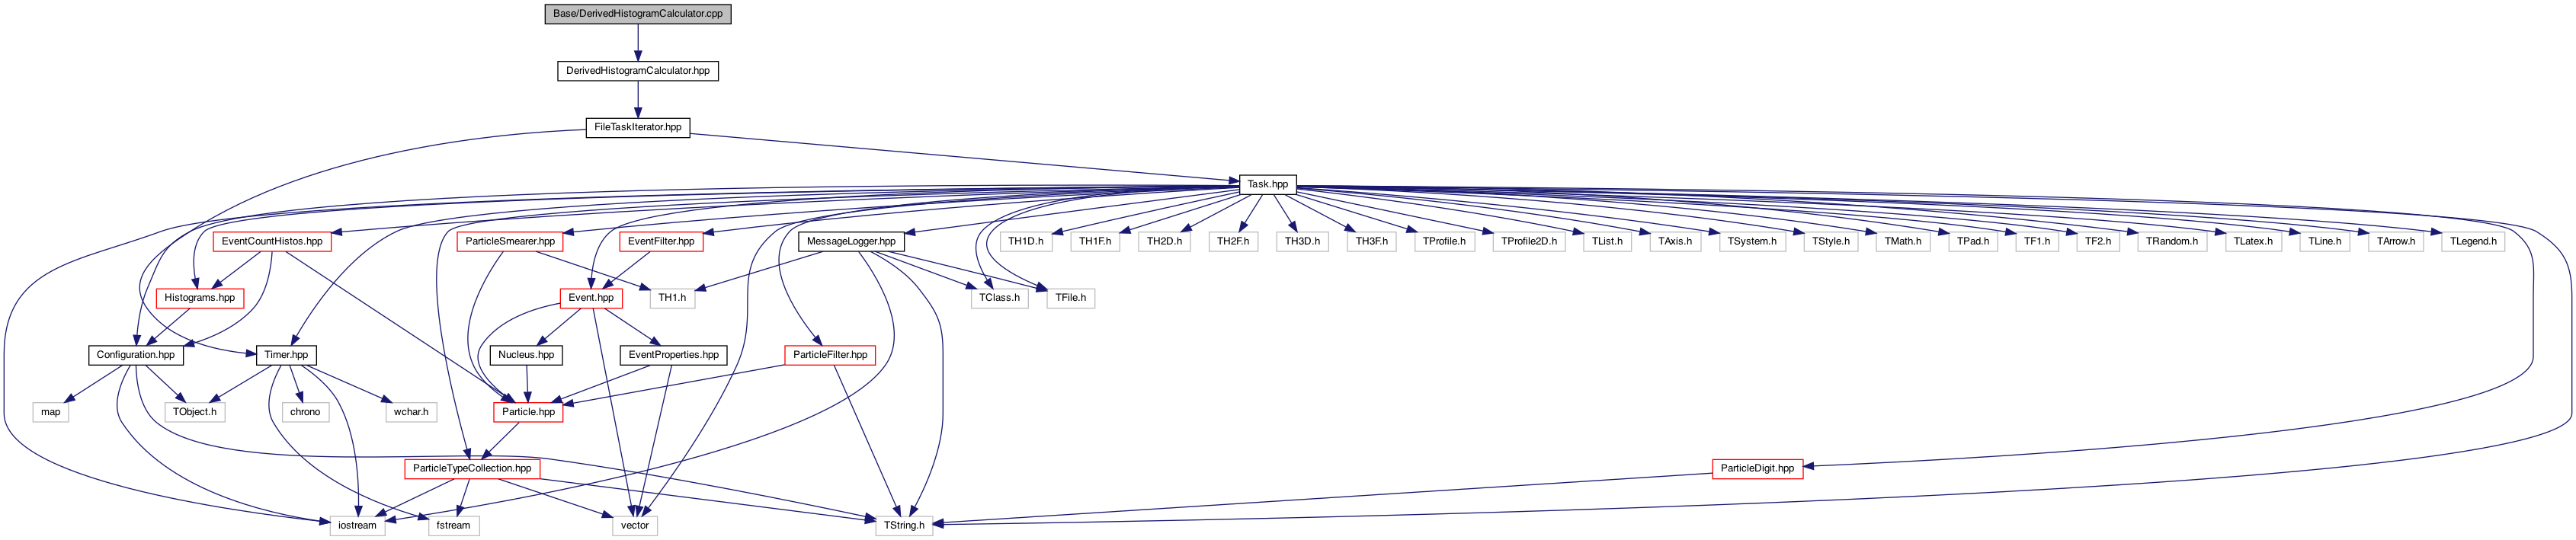 Base/DerivedHistogramCalculator.cpp
DerivedHistogramCalculator.hpp
FileTaskIterator.hpp
Task.hpp
EventCountHistos.hpp
ParticleSmearer.hpp
EventFilter.hpp
MessageLogger.hpp
TH1D.h
TH1F.h
TH2D.h
TH2F.h
TH3D.h
TH3F.h
TProfile.h
TProfile2D.h
TList.h
TAxis.h
TSystem.h
TStyle.h
TMath.h
TPad.h
TF1.h
TF2.h
TRandom.h
TLatex.h
TLine.h
TArrow.h
TLegend.h
Histograms.hpp
Event.hpp
TH1.h
TClass.h
TFile.h
Configuration.hpp
Timer.hpp
Nucleus.hpp
EventProperties.hpp
ParticleFilter.hpp
map
TObject.h
chrono
wchar.h
Particle.hpp
ParticleTypeCollection.hpp
ParticleDigit.hpp
iostream
fstream
vector
TString.h